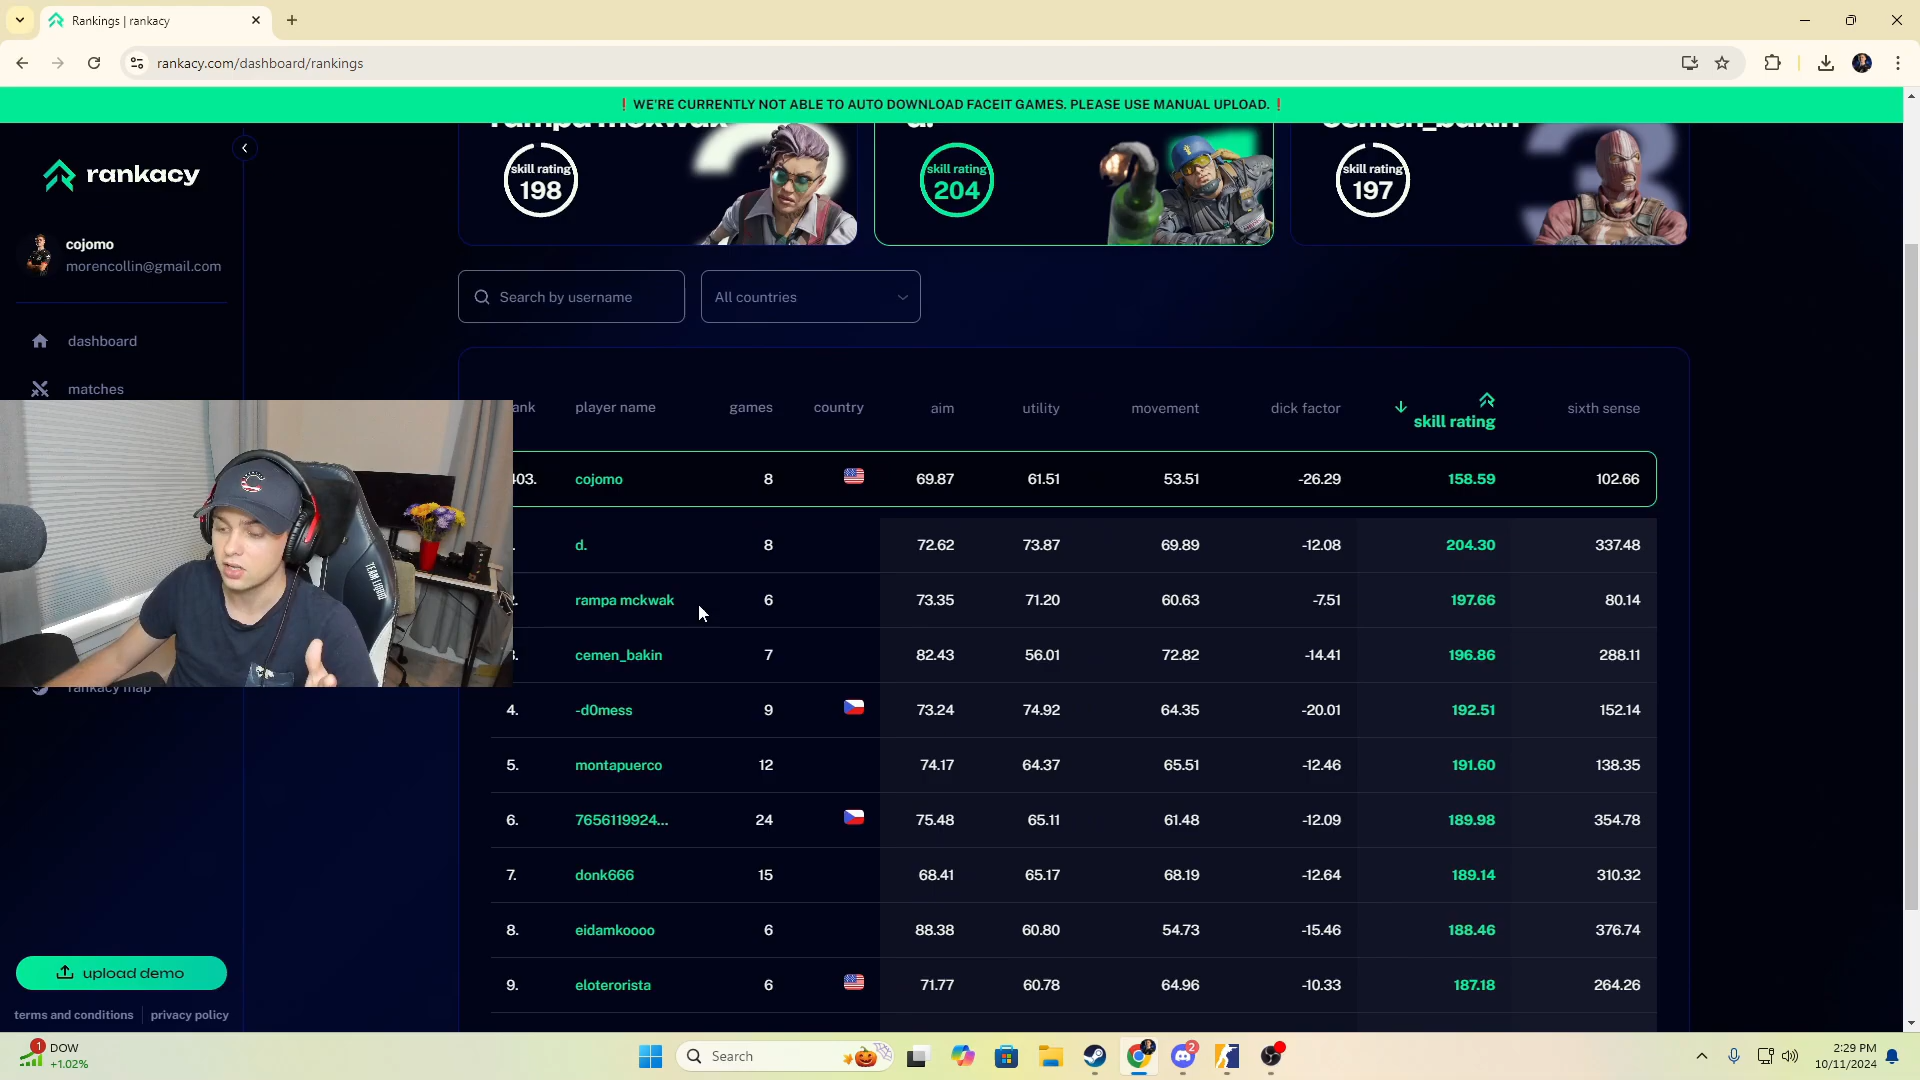 Rankings | rankacy
rankacy.com/dashboard/rankings
❗ WE'RE CURRENTLY NOT ABLE TO AUTO DOWNLOAD FACEIT GAMES. PLEASE USE MANUAL UPLOAD. ❗
rankacy
cojomo
morencollin@gmail.com
dashboard
matches
rankacy map
upload demo
terms and conditions
privacy policy
rampa mckwak
skill rating
198
d.
skill rating
204
cemen_bakin
skill rating
197
Search by username
All countries
player name games country aim utility movement dick factor skill rating sixth sense
cojomo 8 69.87 61.51 53.51 -26.29 158.59 102.66
d. 8 72.62 73.87 69.89 -12.08 204.30 337.48
rampa mckwak 6 73.35 71.20 60.63 -7.51 197.66 80.14
cemen_bakin 7 82.43 56.01 72.82 -14.41 196.86 288.11
4. -d0mess 9 73.24 74.92 64.35 -20.01 192.51 152.14
5. montapuerco 12 74.17 64.37 65.51 -12.46 191.60 138.35
6. 7656119924... 24 75.48 65.11 61.48 -12.09 189.98 354.78
7. donk666 15 68.41 65.17 68.19 -12.64 189.14 310.32
8. eidamkoooo 6 88.38 60.80 54.73 -15.46 188.46 376.74
9. eloterorista 6 71.77 60.78 64.96 -10.33 187.18 264.26
TEAM LIQUID
1
DOW
+1.02%
Search
2
2:29 PM
10/11/2024